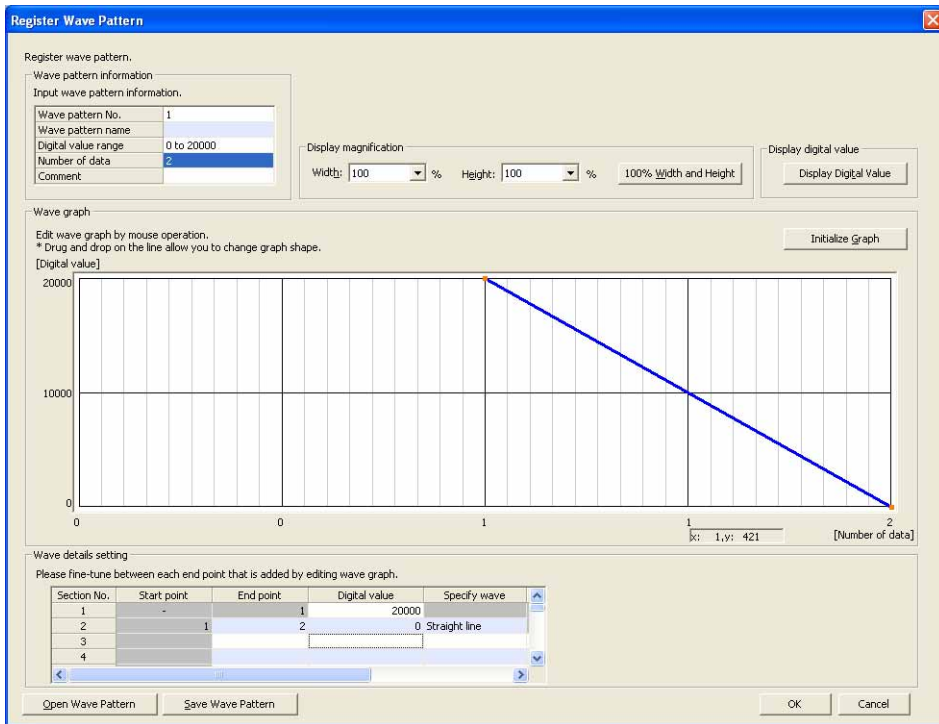 Register Wave Pattern
Register wave pattern.
Wave pattern information
Input wave pattern information.
Wave pattern No. 1
Wave pattern name
Digital value range 0 to 20000
Number of data 2
Comment
Display magnification
Width: 100 % Height: 100 % 100% Width and Height
Display digital value
Display Digital Value
Wave graph
Edit wave graph by mouse operation.
* Drug and drop on the line allow you to change graph shape.
Initialize Graph
[Digital value]
20000
10000
0
0 0 1 1 2
x: 1,y: 421
[Number of data]
Wave details setting
Please fine-tune between each end point that is added by editing wave graph.
Section No. Start point End point Digital value Specify wave
1 - 1 20000
2 1 2 0 Straight line
3
4
Open Wave Pattern Save Wave Pattern OK Cancel